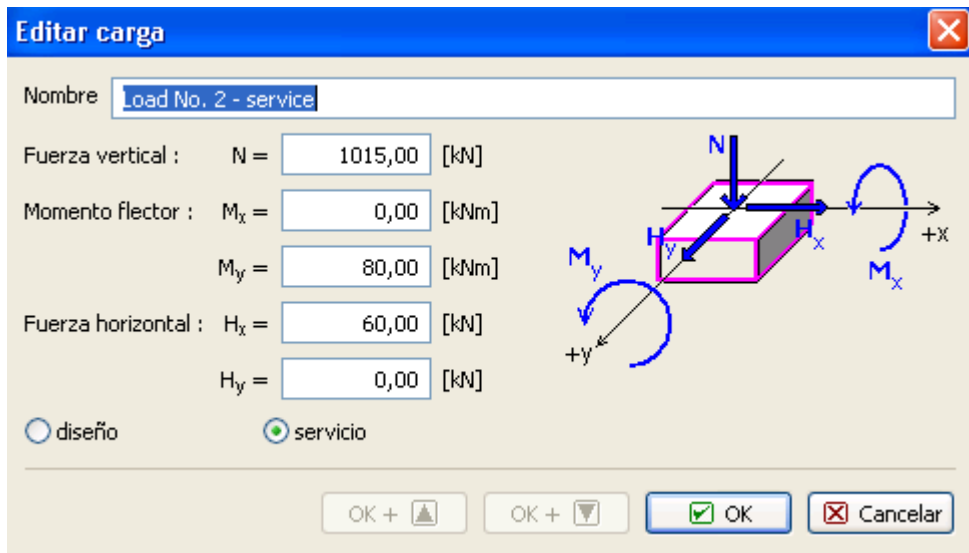 Editar carga
Nombre Load No. 2 - service
Fuerza vertical : N = 1015,00 [kN]
Momento flector : Mx = 0,00 [kNm]
My = 80,00 [kNm]
Fuerza horizontal : Hx = 60,00 [kN]
Hy = 0,00 [kN]
N
Hy
Hx
+x
My
Mx
+y
diseño servicio
OK + OK + OK Cancelar